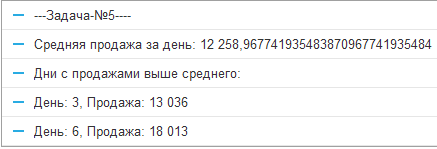 ---Задача-№5----
Средняя продажа за день: 12 258,967741935483870967741935484
Дни с продажами выше среднего:
День: 3, Продажа: 13 036
День: 6, Продажа: 18 013